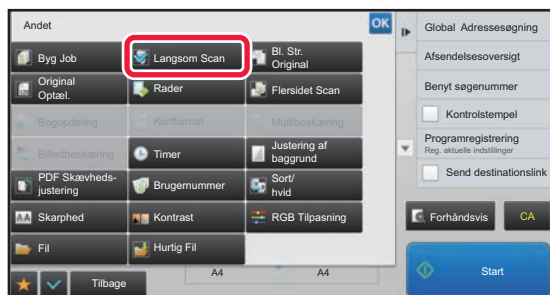 Andet
OK
Byg Job
Langsom Scan
Bl. Str.
Original
Original
Optæl.
Rader
Flersidet Scan
Bogopdeling
Kortformat
Multibeskæring
Billedbeskæring
Timer
Justering af
baggrund
PDF Skævheds-
justering
Brugernummer
Sort/
hvid
Skarphed
Kontrast
RGB Tilpasning
Fil
Hurtig Fil
Tilbage
A4
A4
Global Adressesøgning
Afsendelsesoversigt
Benyt søgenummer
Kontrolstempel
Programregistrering
Reg. aktuelle indstillinger
Send destinationslink
Forhåndsvis
CA
Start